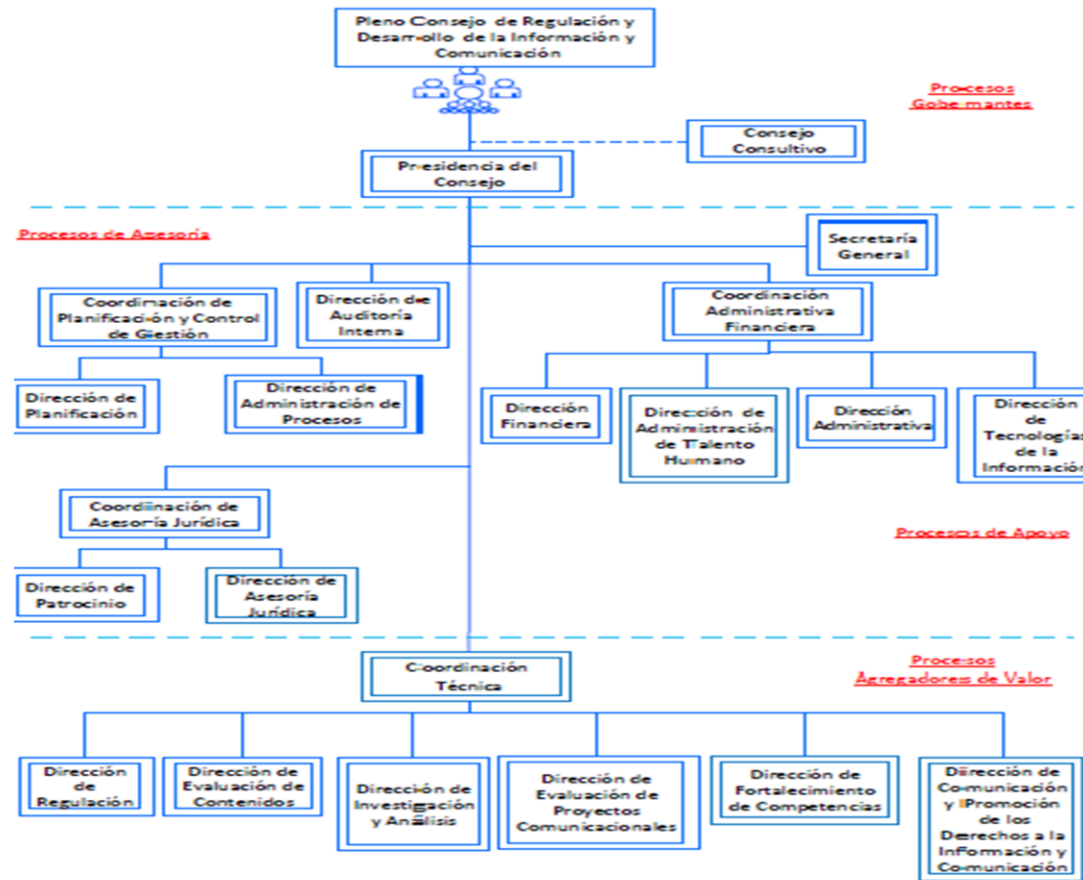 Pleno Consejo de Regulación y
Desarrollo de la Información y
Comunicación
Procesos
Gobernantes
Consejo
Consultivo
Presidencia del
Consejo
Procesos de Asesoría
Secretaría
General
Coordinación de
Planificación y Control
de Gestión
Dirección de
Auditoría
Interna
Coordinación
Administrativa
Financiera
Dirección de
Planificación
Dirección de
Administración de
Procesos
Dirección
Financiera
Dirección de
Administración
de Talento
Humano
Dirección
Administrativa
Dirección
de
Tecnologías
de la
Información
Coordinación de
Asesoría Jurídica
Procesos de Apoyo
Dirección de
Patrocinio
Dirección de
Asesoría
Jurídica
Coordinación
Técnica
Procesos
Agregadores de Valor
Dirección
de
Regulación
Dirección de
Evaluación de
Contenidos
Dirección de
Investigación
y Análisis
Dirección de
Evaluación de
Proyectos
Comunicacionales
Dirección de
Fortalecimiento
de Competencias
Dirección de
Comunicación
y Promoción
de los
Derechos a la
Información y
Comunicación